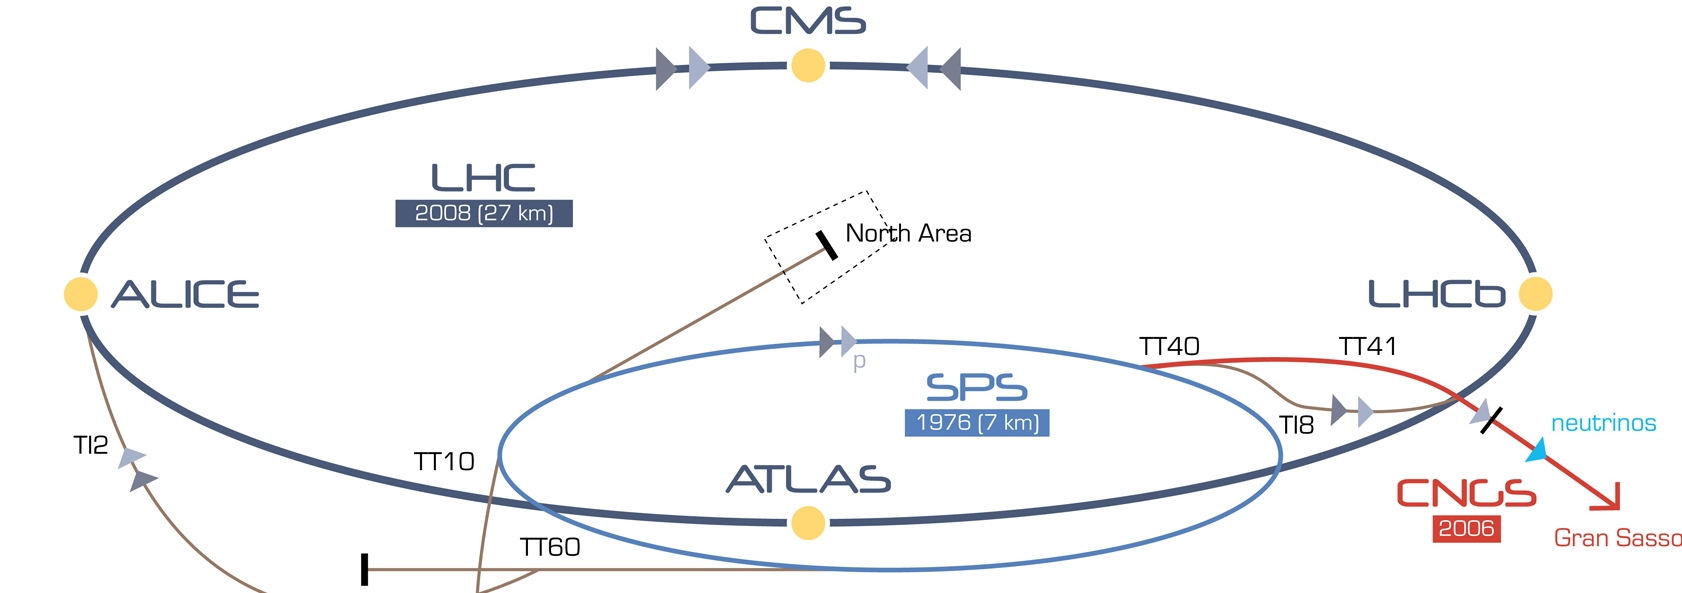 CMS
LHC
2008 (27 km)
North Area
ALICE
LHCb
TT40
TT41
p
SPS
1976 (7 km)
TI8
neutrinos
TI2
TT10
ATLAS
CNGS
2006
Gran Sasso
TT60